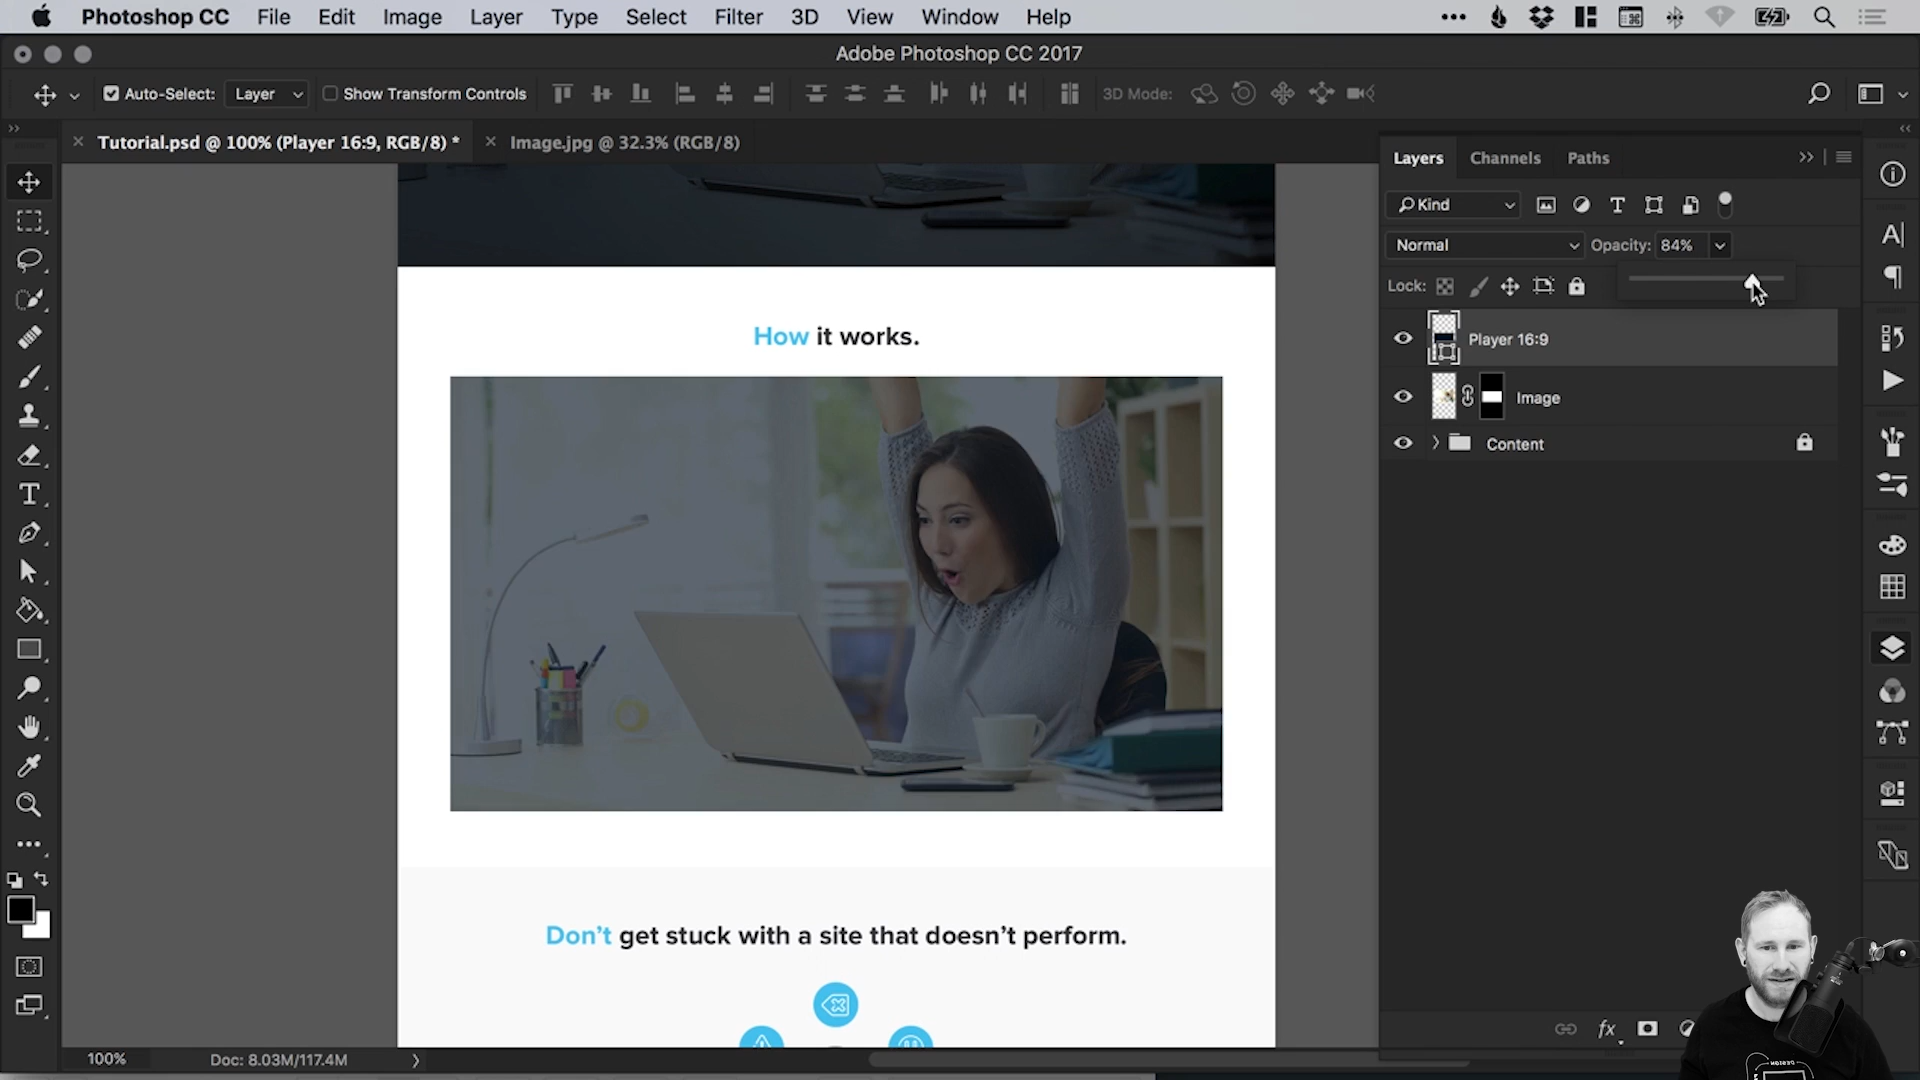 Photoshop CC File Edit Image Layer Type Select Filter 3D View Window Help
Adobe Photoshop CC 2017
Auto-Select: Layer Show Transform Controls 3D Mode:
Tutorial.psd @ 100% (Player 16:9, RGB/8) * Image.jpg @ 32.3% (RGB/8)
Layers Channels Paths
Kind
Normal Opacity: 84%
Lock:
Player 16:9
Image
Content
How it works.
Don't get stuck with a site that doesn't perform.
fx
100% Doc: 8.03M/117.4M